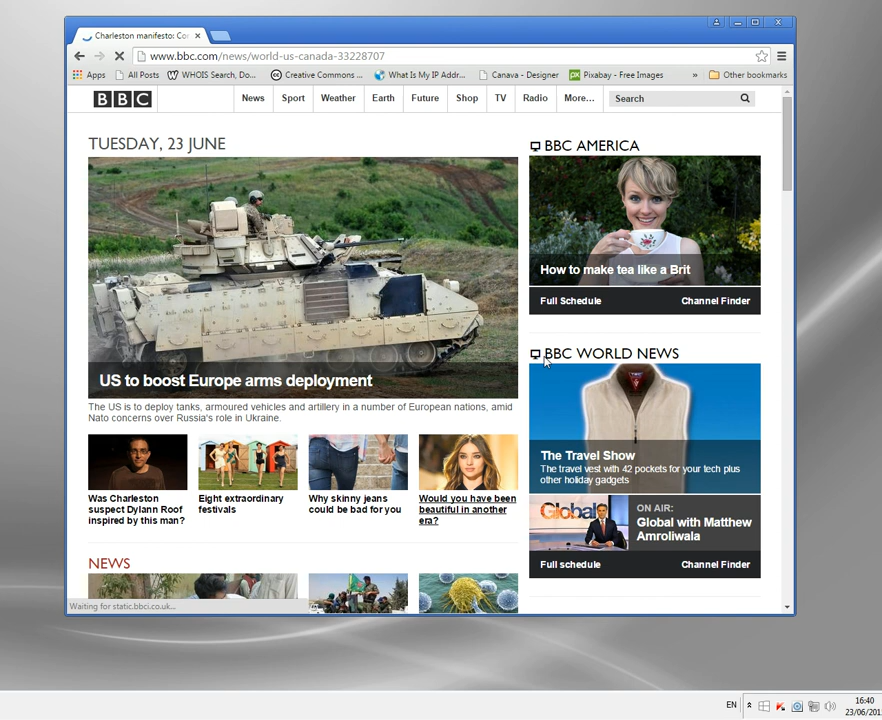 Charleston manifesto: Co
www.bbc.com/news/world-us-canada-33228707
Apps All Posts WHOIS Search, Do... Creative Commons ... What Is My IP Addr... Canava - Designer Pixabay - Free Images » Other bookmarks
BBC News Sport Weather Earth Future Shop TV Radio More... Search
TUESDAY, 23 JUNE
US to boost Europe arms deployment
The US is to deploy tanks, armoured vehicles and artillery in a number of European nations, amid
Nato concerns over Russia's role in Ukraine.
Was Charleston
suspect Dylann Roof
inspired by this man?
Eight extraordinary
festivals
Why skinny jeans
could be bad for you
Would you have been
beautiful in another
era?
NEWS
BBC AMERICA
How to make tea like a Brit
Full Schedule Channel Finder
BBC WORLD NEWS
The Travel Show
The travel vest with 42 pockets for your tech plus
other holiday gadgets
Global
ON AIR:
Global with Matthew
Amroliwala
Full schedule Channel Finder
Waiting for static.bbci.co.uk...
EN 16:40
23/06/201